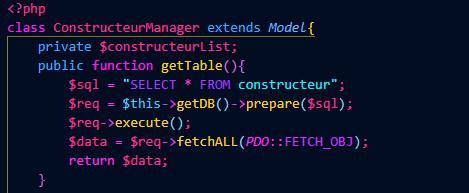 <?php
class ConstructeurManager extends Model{
private $constructeurList;
public function getTable(){
$sql = "SELECT * FROM constructeur";
$req = $this->getDB()->prepare($sql);
$req->execute();
$data = $req->fetchALL(PDO::FETCH_OBJ);
return $data;
}